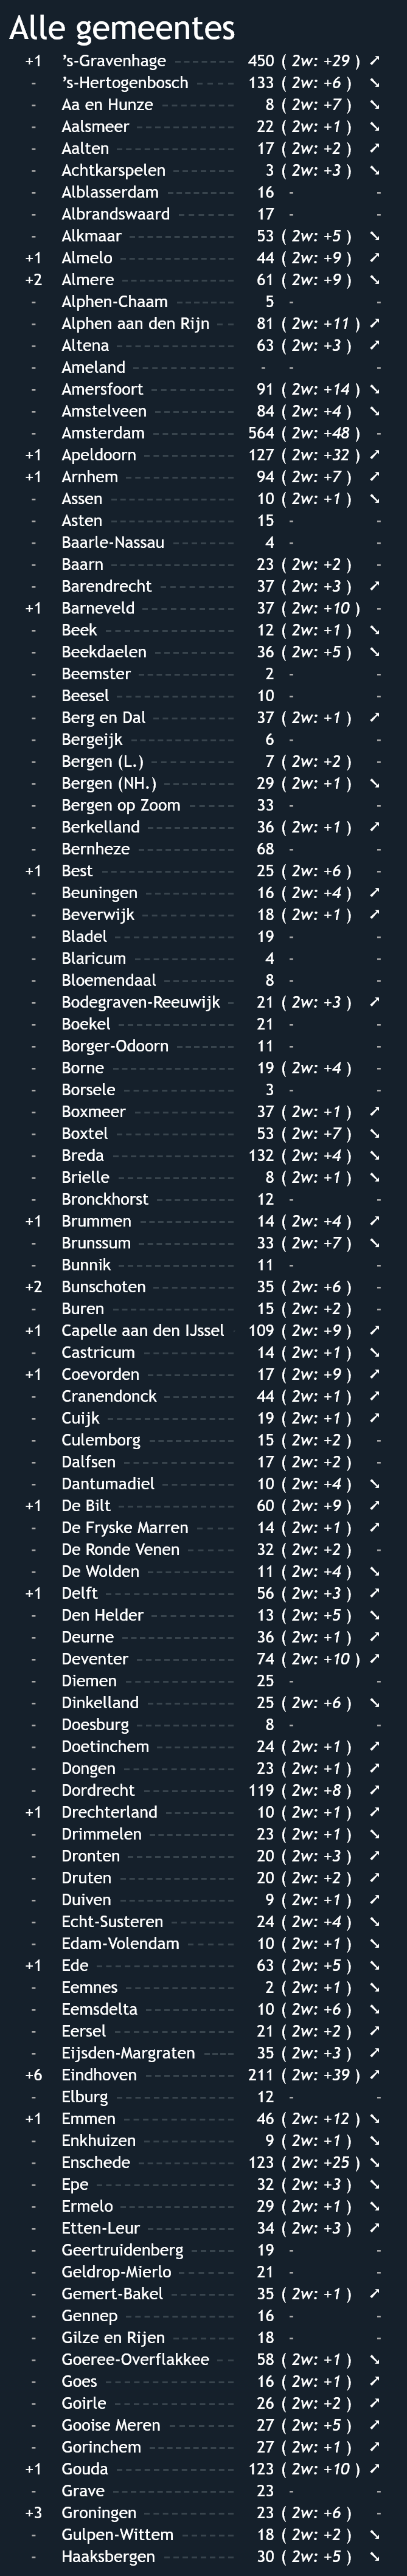 Alle gemeentes
+1 ’s-Gravenhage 450 ( 2w: +29 ) ↗
- ’s-Hertogenbosch 133 ( 2w: +6 ) ↘
- Aa en Hunze 8 ( 2w: +7 ) ↘
- Aalsmeer 22 ( 2w: +1 ) ↘
- Aalten 17 ( 2w: +2 ) ↗
- Achtkarspelen 3 ( 2w: +3 ) ↘
- Alblasserdam 16 - -
- Albrandswaard 17 - -
- Alkmaar 53 ( 2w: +5 ) ↘
+1 Almelo 44 ( 2w: +9 ) ↗
+2 Almere 61 ( 2w: +9 ) ↘
- Alphen-Chaam 5 - -
- Alphen aan den Rijn 81 ( 2w: +11 ) ↗
- Altena 63 ( 2w: +3 ) ↗
- Ameland - - -
- Amersfoort 91 ( 2w: +14 ) ↘
- Amstelveen 84 ( 2w: +4 ) ↘
- Amsterdam 564 ( 2w: +48 ) -
+1 Apeldoorn 127 ( 2w: +32 ) ↗
+1 Arnhem 94 ( 2w: +7 ) ↗
- Assen 10 ( 2w: +1 ) ↘
- Asten 15 - -
- Baarle-Nassau 4 - -
- Baarn 23 ( 2w: +2 ) -
- Barendrecht 37 ( 2w: +3 ) ↗
+1 Barneveld 37 ( 2w: +10 ) -
- Beek 12 ( 2w: +1 ) ↘
- Beekdaelen 36 ( 2w: +5 ) ↘
- Beemster 2 - -
- Beesel 10 - -
- Berg en Dal 37 ( 2w: +1 ) ↗
- Bergeijk 6 - -
- Bergen (L.) 7 ( 2w: +2 ) -
- Bergen (NH.) 29 ( 2w: +1 ) ↘
- Bergen op Zoom 33 - -
- Berkelland 36 ( 2w: +1 ) ↗
- Bernheze 68 - -
+1 Best 25 ( 2w: +6 ) -
- Beuningen 16 ( 2w: +4 ) ↗
- Beverwijk 18 ( 2w: +1 ) ↗
- Bladel 19 - -
- Blaricum 4 - -
- Bloemendaal 8 - -
- Bodegraven-Reeuwijk 21 ( 2w: +3 ) ↗
- Boekel 21 - -
- Borger-Odoorn 11 - -
- Borne 19 ( 2w: +4 ) -
- Borsele 3 - -
- Boxmeer 37 ( 2w: +1 ) ↗
- Boxtel 53 ( 2w: +7 ) ↘
- Breda 132 ( 2w: +4 ) ↘
- Brielle 8 ( 2w: +1 ) ↘
- Bronckhorst 12 - -
+1 Brummen 14 ( 2w: +4 ) ↗
- Brunssum 33 ( 2w: +7 ) ↘
- Bunnik 11 - -
+2 Bunschoten 35 ( 2w: +6 ) -
- Buren 15 ( 2w: +2 ) -
+1 Capelle aan den IJssel 109 ( 2w: +9 ) ↗
- Castricum 14 ( 2w: +1 ) ↘
+1 Coevorden 17 ( 2w: +9 ) ↗
- Cranendonck 44 ( 2w: +1 ) ↗
- Cuijk 19 ( 2w: +1 ) ↗
- Culemborg 15 ( 2w: +2 ) -
- Dalfsen 17 ( 2w: +2 ) -
- Dantumadiel 10 ( 2w: +4 ) ↘
+1 De Bilt 60 ( 2w: +9 ) ↗
- De Fryske Marren 14 ( 2w: +1 ) ↗
- De Ronde Venen 32 ( 2w: +2 ) -
- De Wolden 11 ( 2w: +4 ) ↘
+1 Delft 56 ( 2w: +3 ) ↗
- Den Helder 13 ( 2w: +5 ) ↘
- Deurne 36 ( 2w: +1 ) ↗
- Deventer 74 ( 2w: +10 ) ↗
- Diemen 25 - -
- Dinkelland 25 ( 2w: +6 ) ↘
- Doesburg 8 - -
- Doetinchem 24 ( 2w: +1 ) ↗
- Dongen 23 ( 2w: +1 ) ↗
- Dordrecht 119 ( 2w: +8 ) ↗
+1 Drechterland 10 ( 2w: +1 ) ↗
- Drimmelen 23 ( 2w: +1 ) ↘
- Dronten 20 ( 2w: +3 ) ↗
- Druten 20 ( 2w: +2 ) ↗
- Duiven 9 ( 2w: +1 ) ↗
- Echt-Susteren 24 ( 2w: +4 ) ↘
- Edam-Volendam 10 ( 2w: +1 ) ↘
+1 Ede 63 ( 2w: +5 ) ↘
- Eemnes 2 ( 2w: +1 ) ↘
- Eemsdelta 10 ( 2w: +6 ) ↘
- Eersel 21 ( 2w: +2 ) ↗
- Eijsden-Margraten 35 ( 2w: +3 ) ↗
+6 Eindhoven 211 ( 2w: +39 ) ↗
- Elburg 12 - -
+1 Emmen 46 ( 2w: +12 ) ↘
- Enkhuizen 9 ( 2w: +1 ) ↘
- Enschede 123 ( 2w: +25 ) ↘
- Epe 32 ( 2w: +3 ) ↘
- Ermelo 29 ( 2w: +1 ) ↘
- Etten-Leur 34 ( 2w: +3 ) ↗
- Geertruidenberg 19 - -
- Geldrop-Mierlo 21 - -
- Gemert-Bakel 35 ( 2w: +1 ) ↗
- Gennep 16 - -
- Gilze en Rijen 18 - -
- Goeree-Overflakkee 58 ( 2w: +1 ) ↘
- Goes 16 ( 2w: +1 ) ↗
- Goirle 26 ( 2w: +2 ) ↗
- Gooise Meren 27 ( 2w: +5 ) ↗
- Gorinchem 27 ( 2w: +1 ) ↗
+1 Gouda 123 ( 2w: +10 ) ↗
- Grave 23 - -
+3 Groningen 23 ( 2w: +6 ) -
- Gulpen-Wittem 18 ( 2w: +2 ) ↘
- Haaksbergen 30 ( 2w: +5 ) ↘